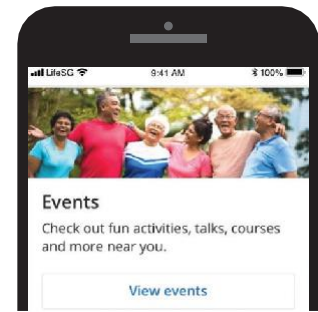 LifeSG 9:41 AM 100%
Events
Check out fun activities, talks, courses
and more near you.
View events